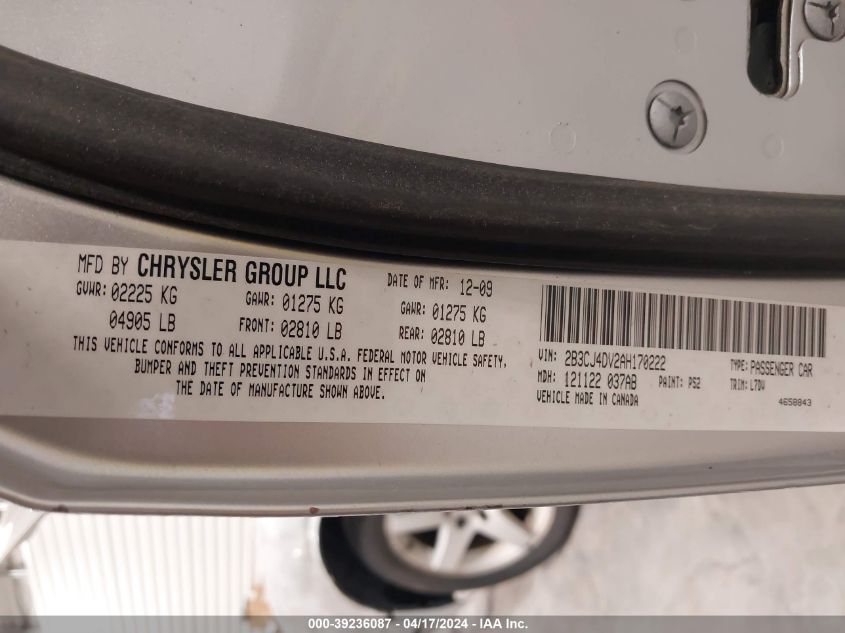 MFD BY CHRYSLER GROUP LLC
DATE OF MFR: 12-09
GVWR: 02225 KG GAWR: 01275 KG GAWR: 01275 KG
04905 LB FRONT: 02810 LB REAR: 02810 LB
THIS VEHICLE CONFORMS TO ALL APPLICABLE U.S.A. FEDERAL MOTOR VEHICLE SAFETY,
BUMPER AND THEFT PREVENTION STANDARDS IN EFFECT ON
THE DATE OF MANUFACTURE SHOWN ABOVE.
VIN: 2B3CJ4DV2AH170222 TYPE: PASSENGER CAR
MDH: 121122 037AB PAINT: PS2 TRIM: L7DV
VEHICLE MADE IN CANADA 4658843
000-39236087 - 04/17/2024 - IAA Inc.